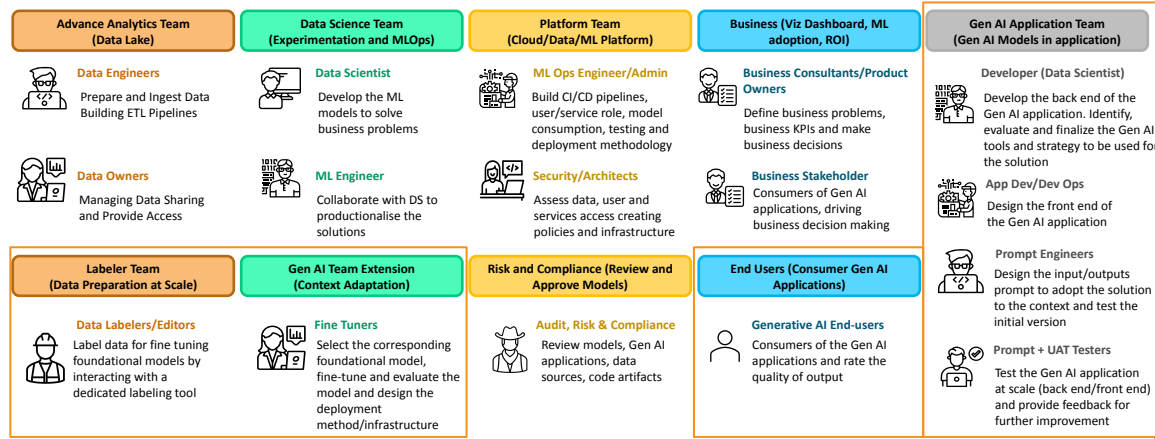 Advance Analytics Team
(Data Lake)
Data Engineers
Prepare and Ingest Data
Building ETL Pipelines
Data Owners
Managing Data Sharing
and Provide Access
Data Science Team
(Experimentation and MLOps)
Data Scientist
Develop the ML
models to solve
business problems
ML Engineer
Collaborate with DS to
productionalise the
solutions
Platform Team
(Cloud/Data/ML Platform)
ML Ops Engineer/Admin
Build CI/CD pipelines,
user/service role, model
consumption, testing and
deployment methodology
Security/Architects
Assess data, user and
services access creating
policies and infrastructure
Business (Viz Dashboard, ML
adoption, ROI)
Business Consultants/Product
Owners
Define business problems,
business KPIs and make
business decisions
Business Stakeholder
Consumers of Gen AI
applications, driving
business decision making
Gen AI Application Team
(Gen AI Models in application)
Developer (Data Scientist)
Develop the back end of the
Gen AI application. Identify,
evaluate and finalize the Gen AI
tools and strategy to be used for
the solution
App Dev/Dev Ops
Design the front end of
the Gen AI application
Prompt Engineers
Design the input/outputs
prompt to adopt the solution
to the context and test the
initial version
Prompt + UAT Testers
Test the Gen AI application
at scale (back end/front end)
and provide feedback for
further improvement
Labeler Team
(Data Preparation at Scale)
Data Labelers/Editors
Label data for fine tuning
foundational models by
interacting with a
dedicated labeling tool
Gen AI Team Extension
(Context Adaptation)
Fine Tuners
Select the corresponding
foundational model,
fine-tune and evaluate the
model and design the
deployment
method/infrastructure
Risk and Compliance (Review and
Approve Models)
Audit, Risk & Compliance
Review models, Gen AI
applications, data
sources, code artifacts
End Users (Consumer Gen AI
Applications)
Generative AI End-users
Consumers of the Gen AI
applications and rate the
quality of output